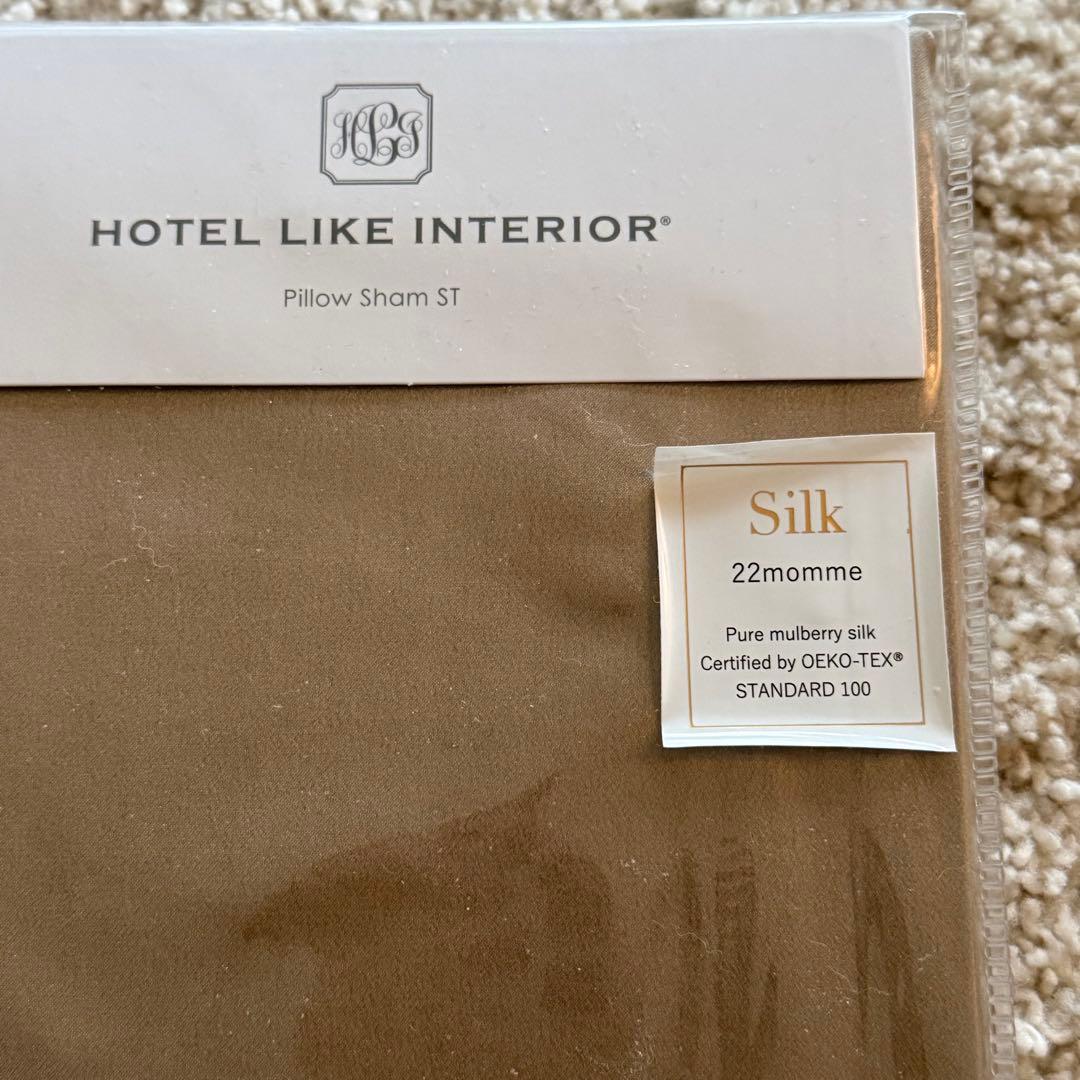 HLI
HOTEL LIKE INTERIOR®
Pillow Sham ST
Silk
22momme
Pure mulberry silk
Certified by OEKO-TEX®
STANDARD 100